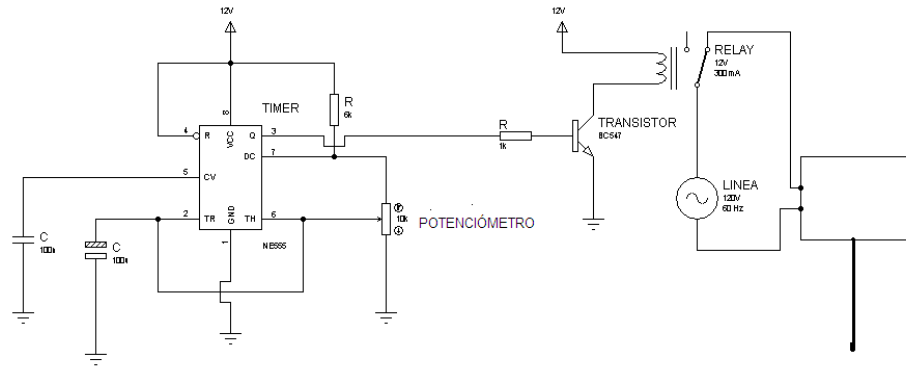 12V
12V
TIMER
R
6k
8
4
R
VCC
Q
3
DC
7
5
CV
2
TR
GND
TH
6
1
NE555
C
100n
C
100n
10k
POTENCIÓMETRO
R
1k
TRANSISTOR
BC547
RELAY
12V
300mA
LINEA
120V
60 Hz